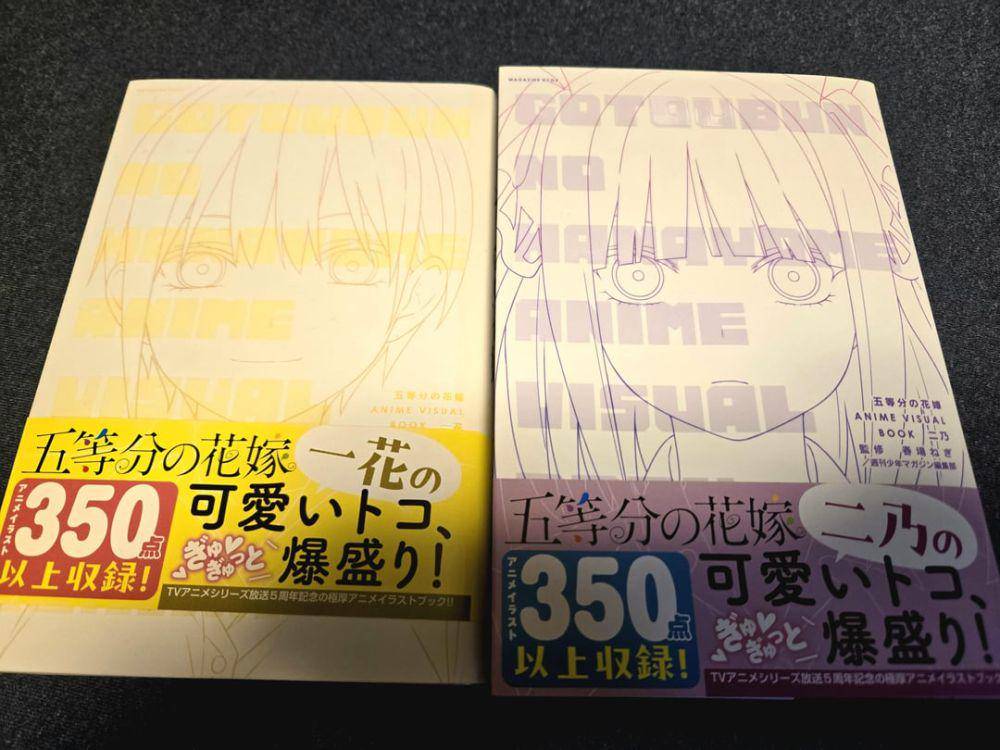 GOTOUBUN
NO
HANAYOME
ANIME
VISUAL
五等分の花嫁
ANIME VISUAL
BOOK 一花
五等分の花嫁
一花の
可愛いトコ、
ぎゅぎゅっと
爆盛り!
アニメイラスト
350点
以上収録!
TVアニメシリーズ放送5周年記念の極厚アニメイラストブック!!
MAGAZINE KCDX
GOTOUBUN
NO
HANAYOME
ANIME
VISUAL
五等分の花嫁
ANIME VISUAL
BOOK 二乃
監修 春場ねぎ
/週刊少年マガジン編集部
五等分の花嫁
二乃の
可愛いトコ、
ぎゅぎゅっと
爆盛り!
アニメイラスト
350点
以上収録!
TVアニメシリーズ放送5周年記念の極厚アニメイラストブック